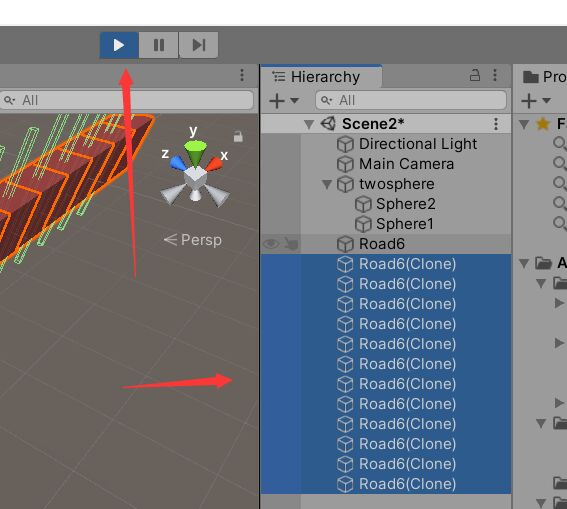 Hierarchy
Pro
All
All
Scene2*
F
Directional Light
Main Camera
twosphere
Sphere2
Sphere1
Road6
Road6(Clone)
Road6(Clone)
Road6(Clone)
Road6(Clone)
Road6(Clone)
Road6(Clone)
Road6(Clone)
Road6(Clone)
Road6(Clone)
Road6(Clone)
Road6(Clone)
Road6(Clone)
A
y
z
x
Persp